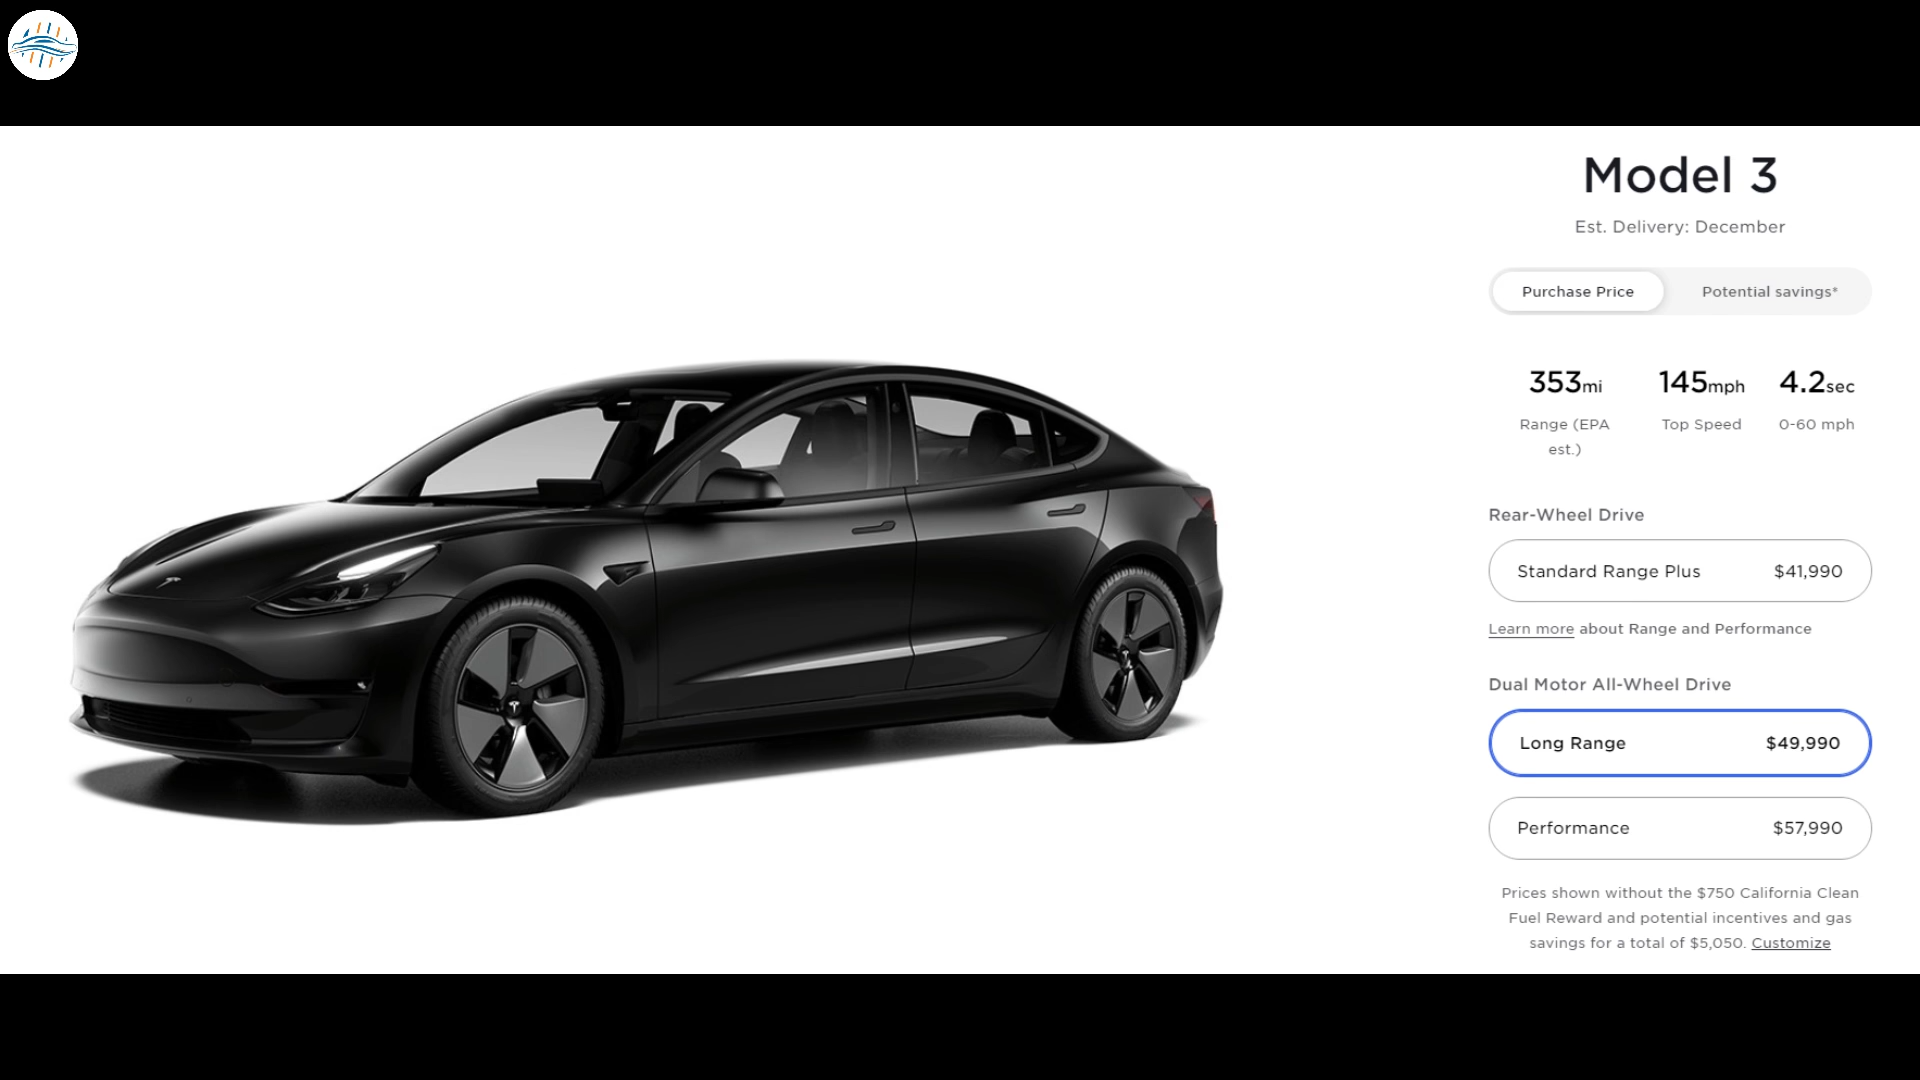 Model 3
Est. Delivery: December
Purchase Price Potential savings*
353mi 145mph 4.2sec
Range (EPA est.) Top Speed 0-60 mph
Rear-Wheel Drive
Standard Range Plus $41,990
Learn more about Range and Performance
Dual Motor All-Wheel Drive
Long Range $49,990
Performance $57,990
Prices shown without the $750 California Clean
Fuel Reward and potential incentives and gas
savings for a total of $5,050. Customize